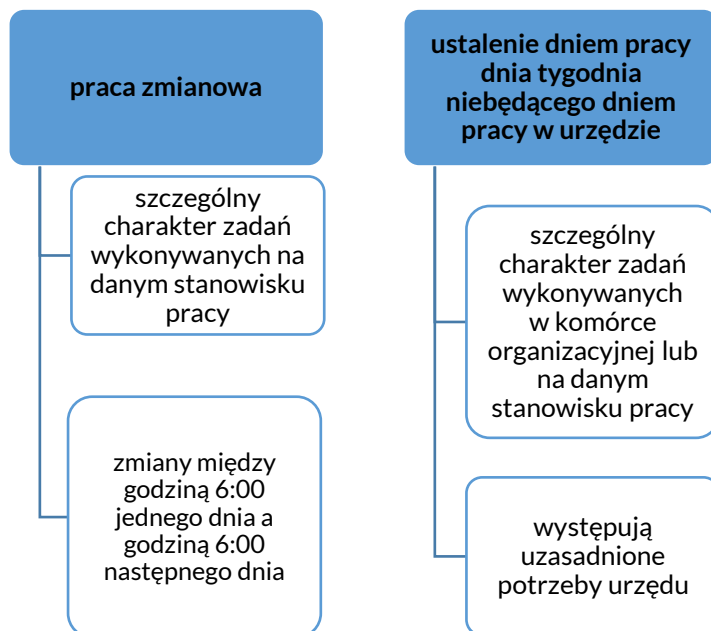 praca zmianowa
szczególny
charakter zadań
wykonywanych na
danym stanowisku
pracy
zmiany między
godziną 6:00
jednego dnia a
godziną 6:00
następnego dnia
ustalenie dniem pracy
dnia tygodnia
niebędącego dniem
pracy w urzędzie
szczególny
charakter zadań
wykonywanych
w komórce
organizacyjnej lub
na danym
stanowisku pracy
występują
uzasadnione
potrzeby urzędu